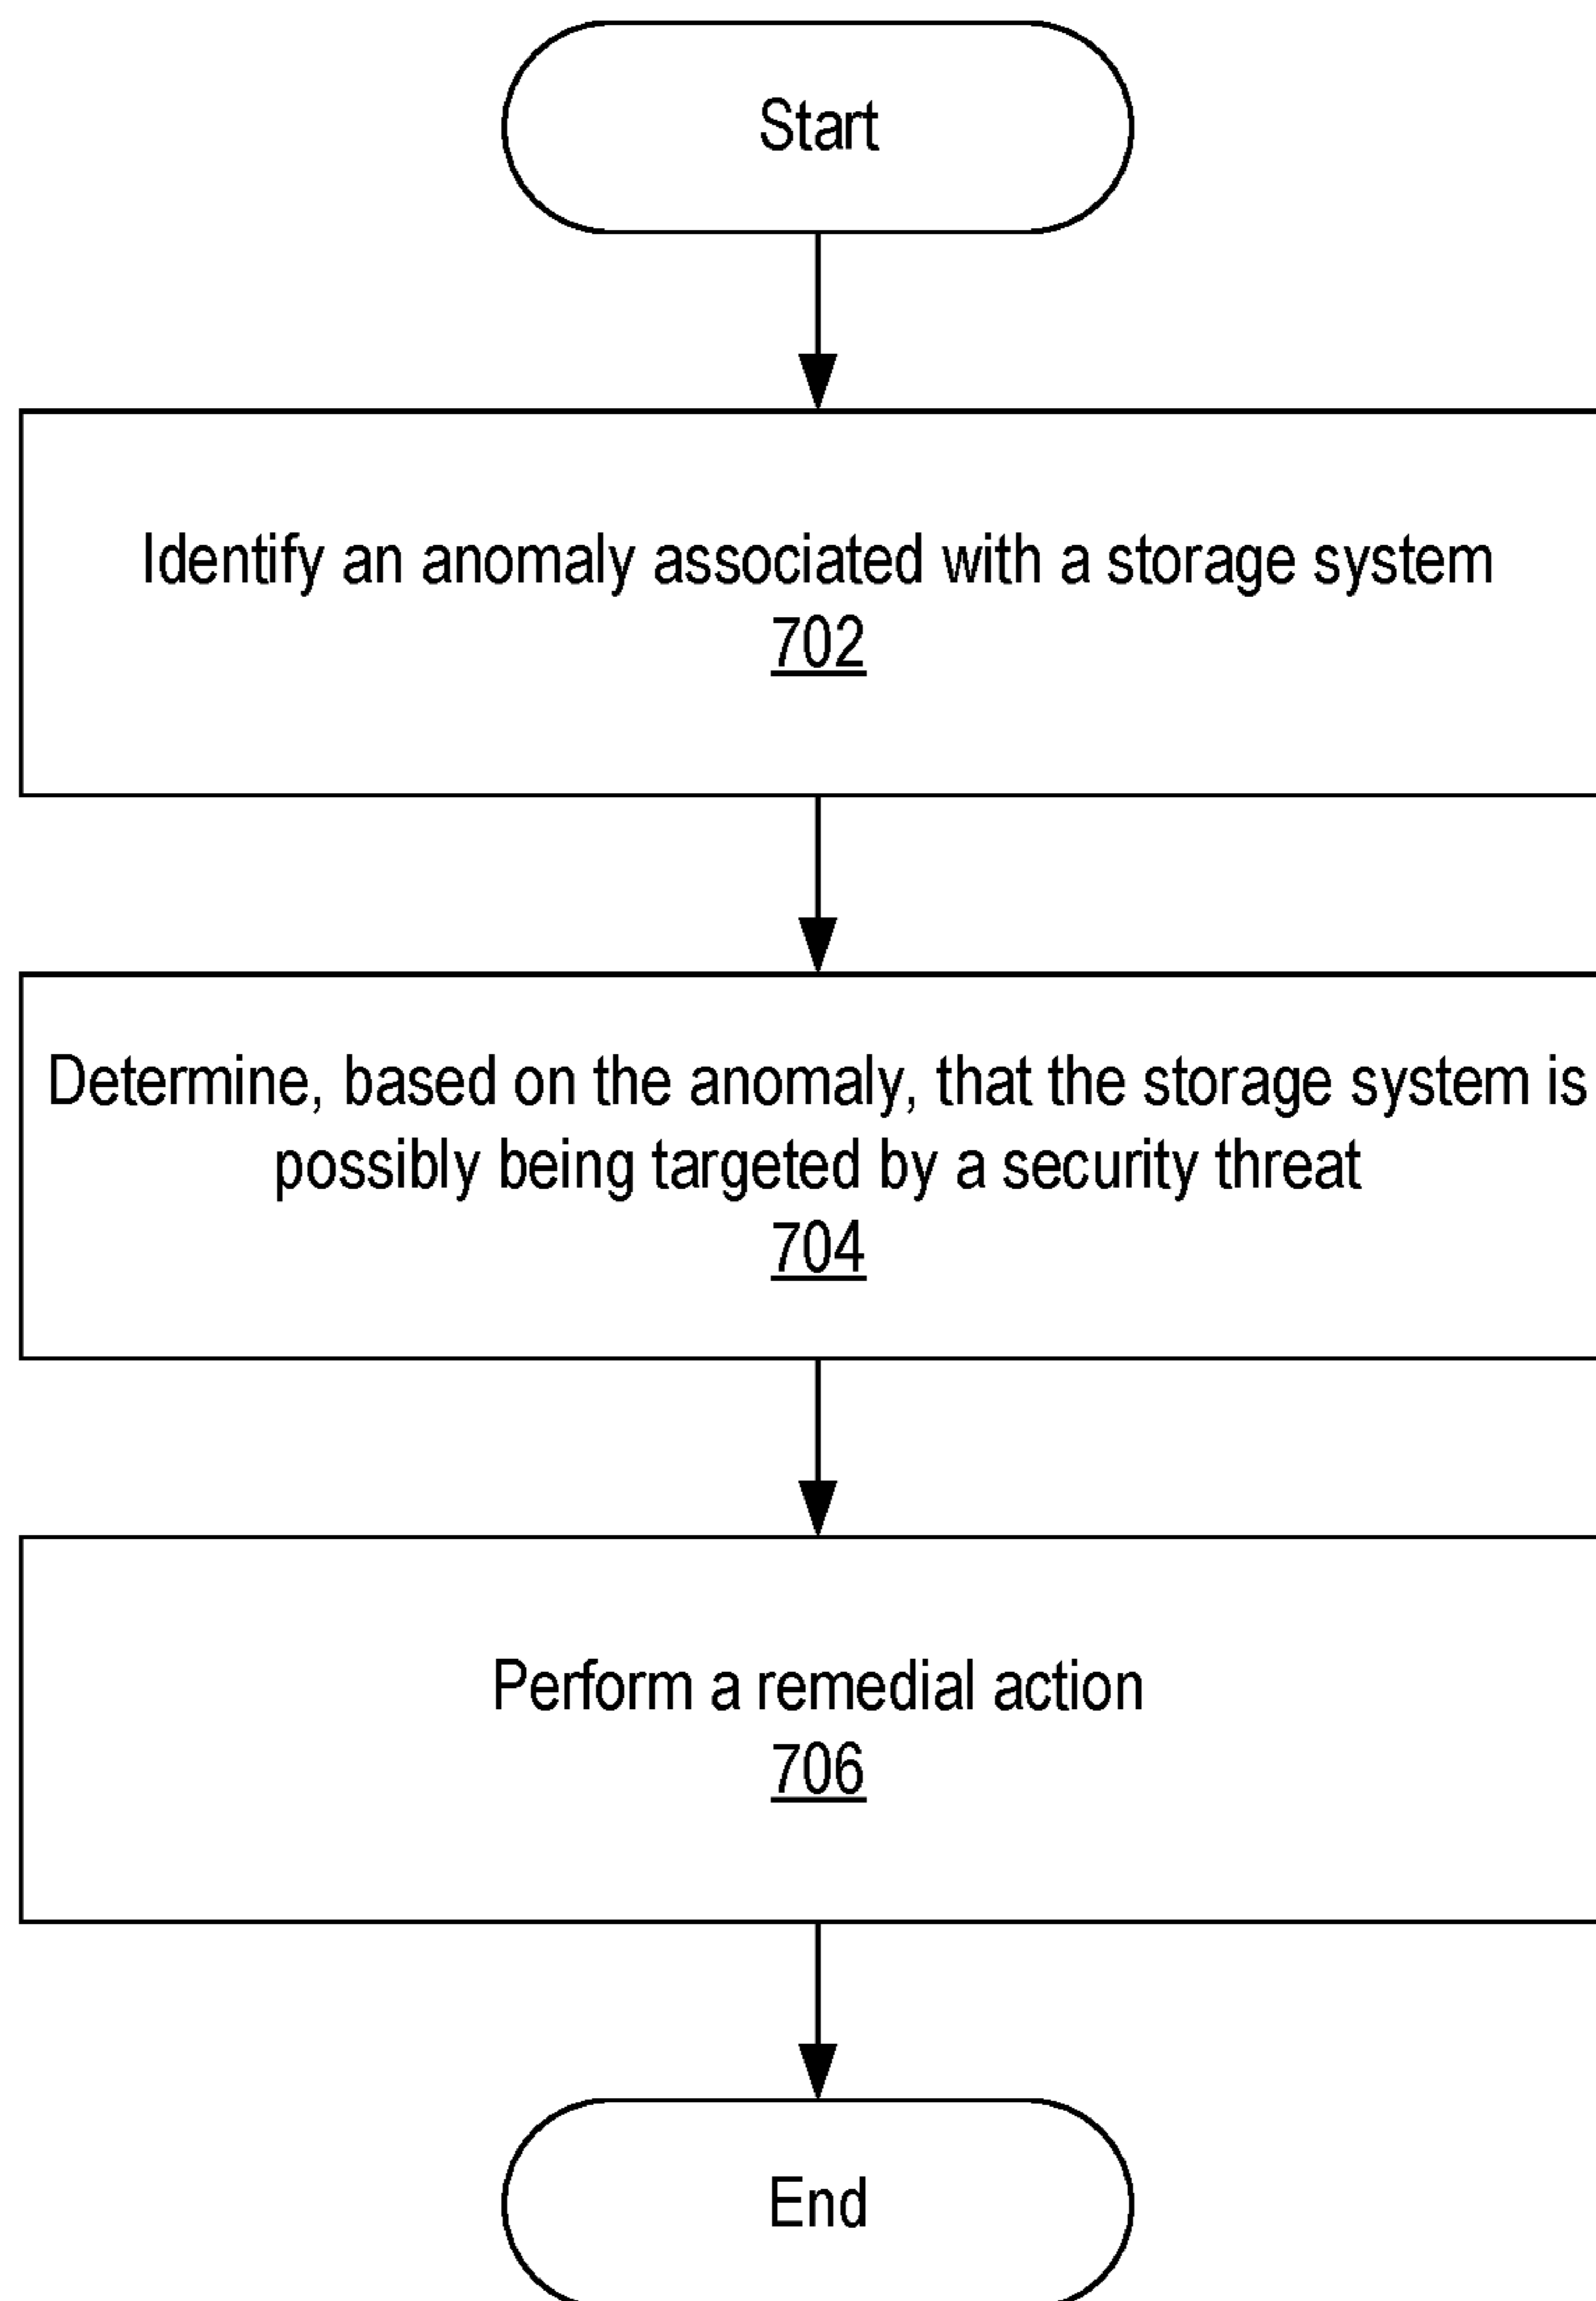 Start
Identify an anomaly associated with a storage system
702
Determine, based on the anomaly, that the storage system is
possibly being targeted by a security threat
704
Perform a remedial action
706
End